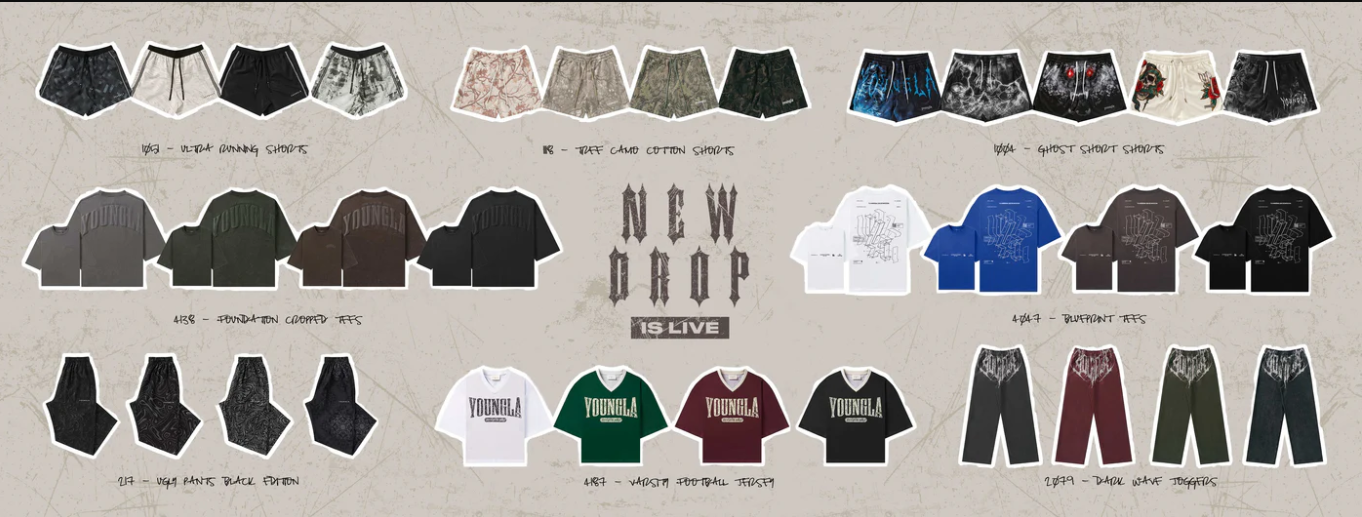 1052 - ULTRA RUNNING SHORTS
118 - TREE CAMO COTTON SHORTS
1004 - GHOST SHORT SHORTS
YOUNGLA
YOUNGLA
YOUNGLA
YOUNGLA
NEW
DROP
IS LIVE
4138 - FOUNDATION CROPPED TEES
4047 - BLUEPRINT TEES
YOUNGLA
YOUNGLA
YOUNGLA
YOUNGLA
217 - UGLY PANTS BLACK EDITION
4187 - VARSITY FOOTBALL JERSEY
2079 - DARK WAVE JOGGERS